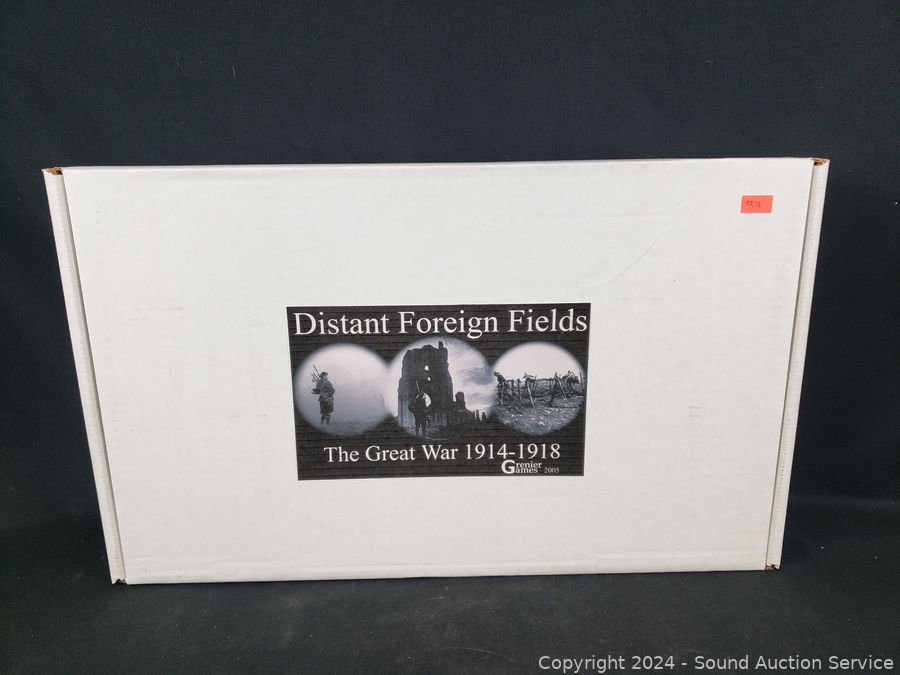 Distant Foreign Fields
The Great War 1914-1918
Grenier
Games 2005
Copyright © 2024 - Sound Auction Service